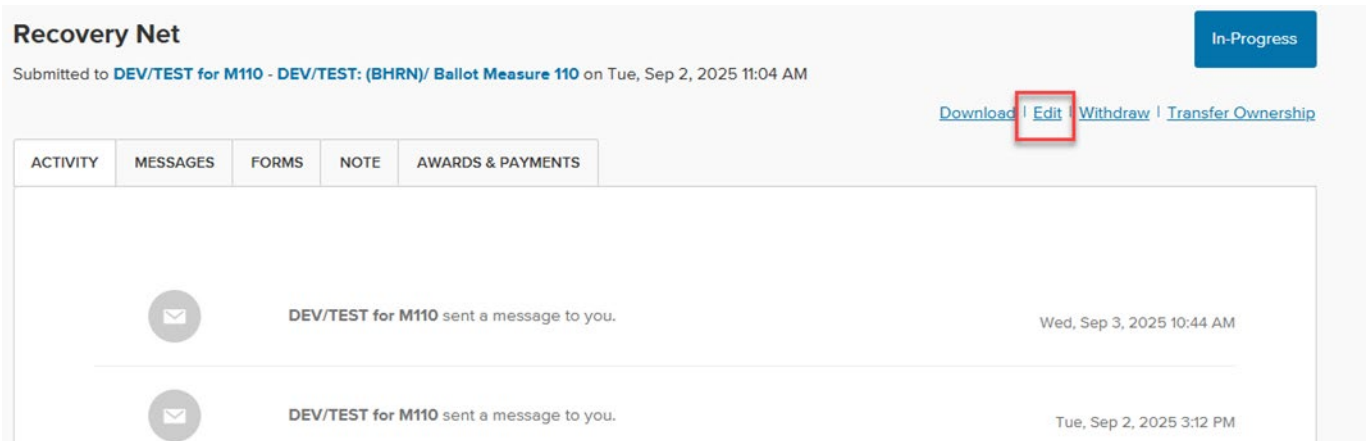 Recovery Net
In-Progress
Submitted to DEV/TEST for M110 - DEV/TEST: (BHRN)/ Ballot Measure 110 on Tue, Sep 2, 2025 11:04 AM
Download | Edit | Withdraw | Transfer Ownership
ACTIVITY MESSAGES FORMS NOTE AWARDS & PAYMENTS
DEV/TEST for M110 sent a message to you. Wed, Sep 3, 2025 10:44 AM
DEV/TEST for M110 sent a message to you. Tue, Sep 2, 2025 3:12 PM